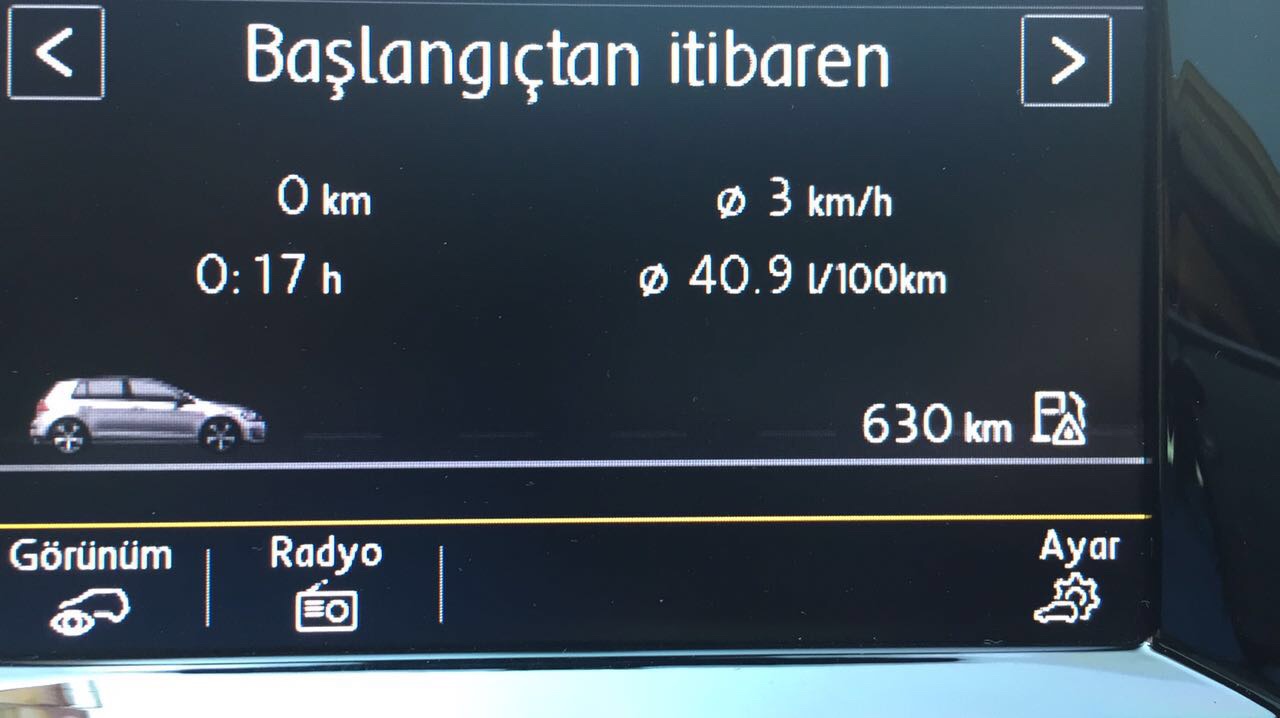 < Başlangıçtan itibaren >
0 km ⌀ 3 km/h
0:17 h ⌀ 40.9 l/100km
630 km
Görünüm Radyo Ayar